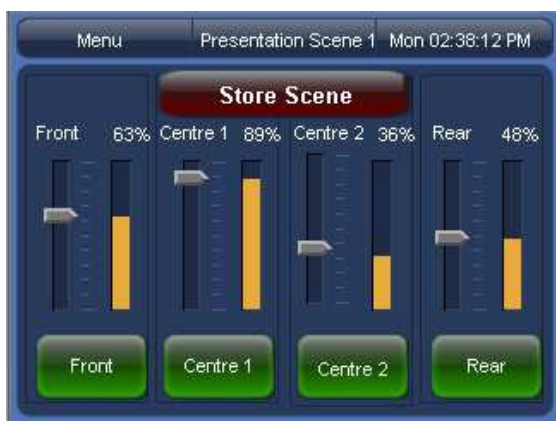 Menu Presentation Scene 1 Mon 02:38:12 PM
Store Scene
Front 63% Centre 1 89% Centre 2 36% Rear 48%
Front Centre 1 Centre 2 Rear